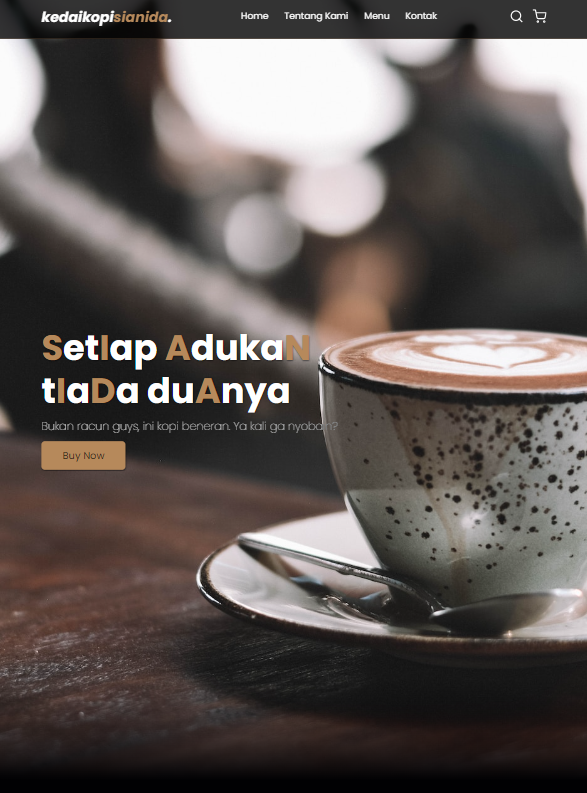 kedaikopisianida.
Home Tentang Kami Menu Kontak
SetIap AdukaN
tIaDa duAnya
Bukan racun guys, ini kopi beneran. Ya kali ga nyobain?
Buy Now